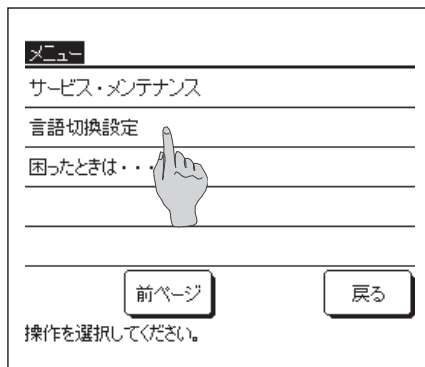 メニュー
サービス・メンテナンス
言語切換設定
困ったときは・・・
前ページ
戻る
操作を選択してください。